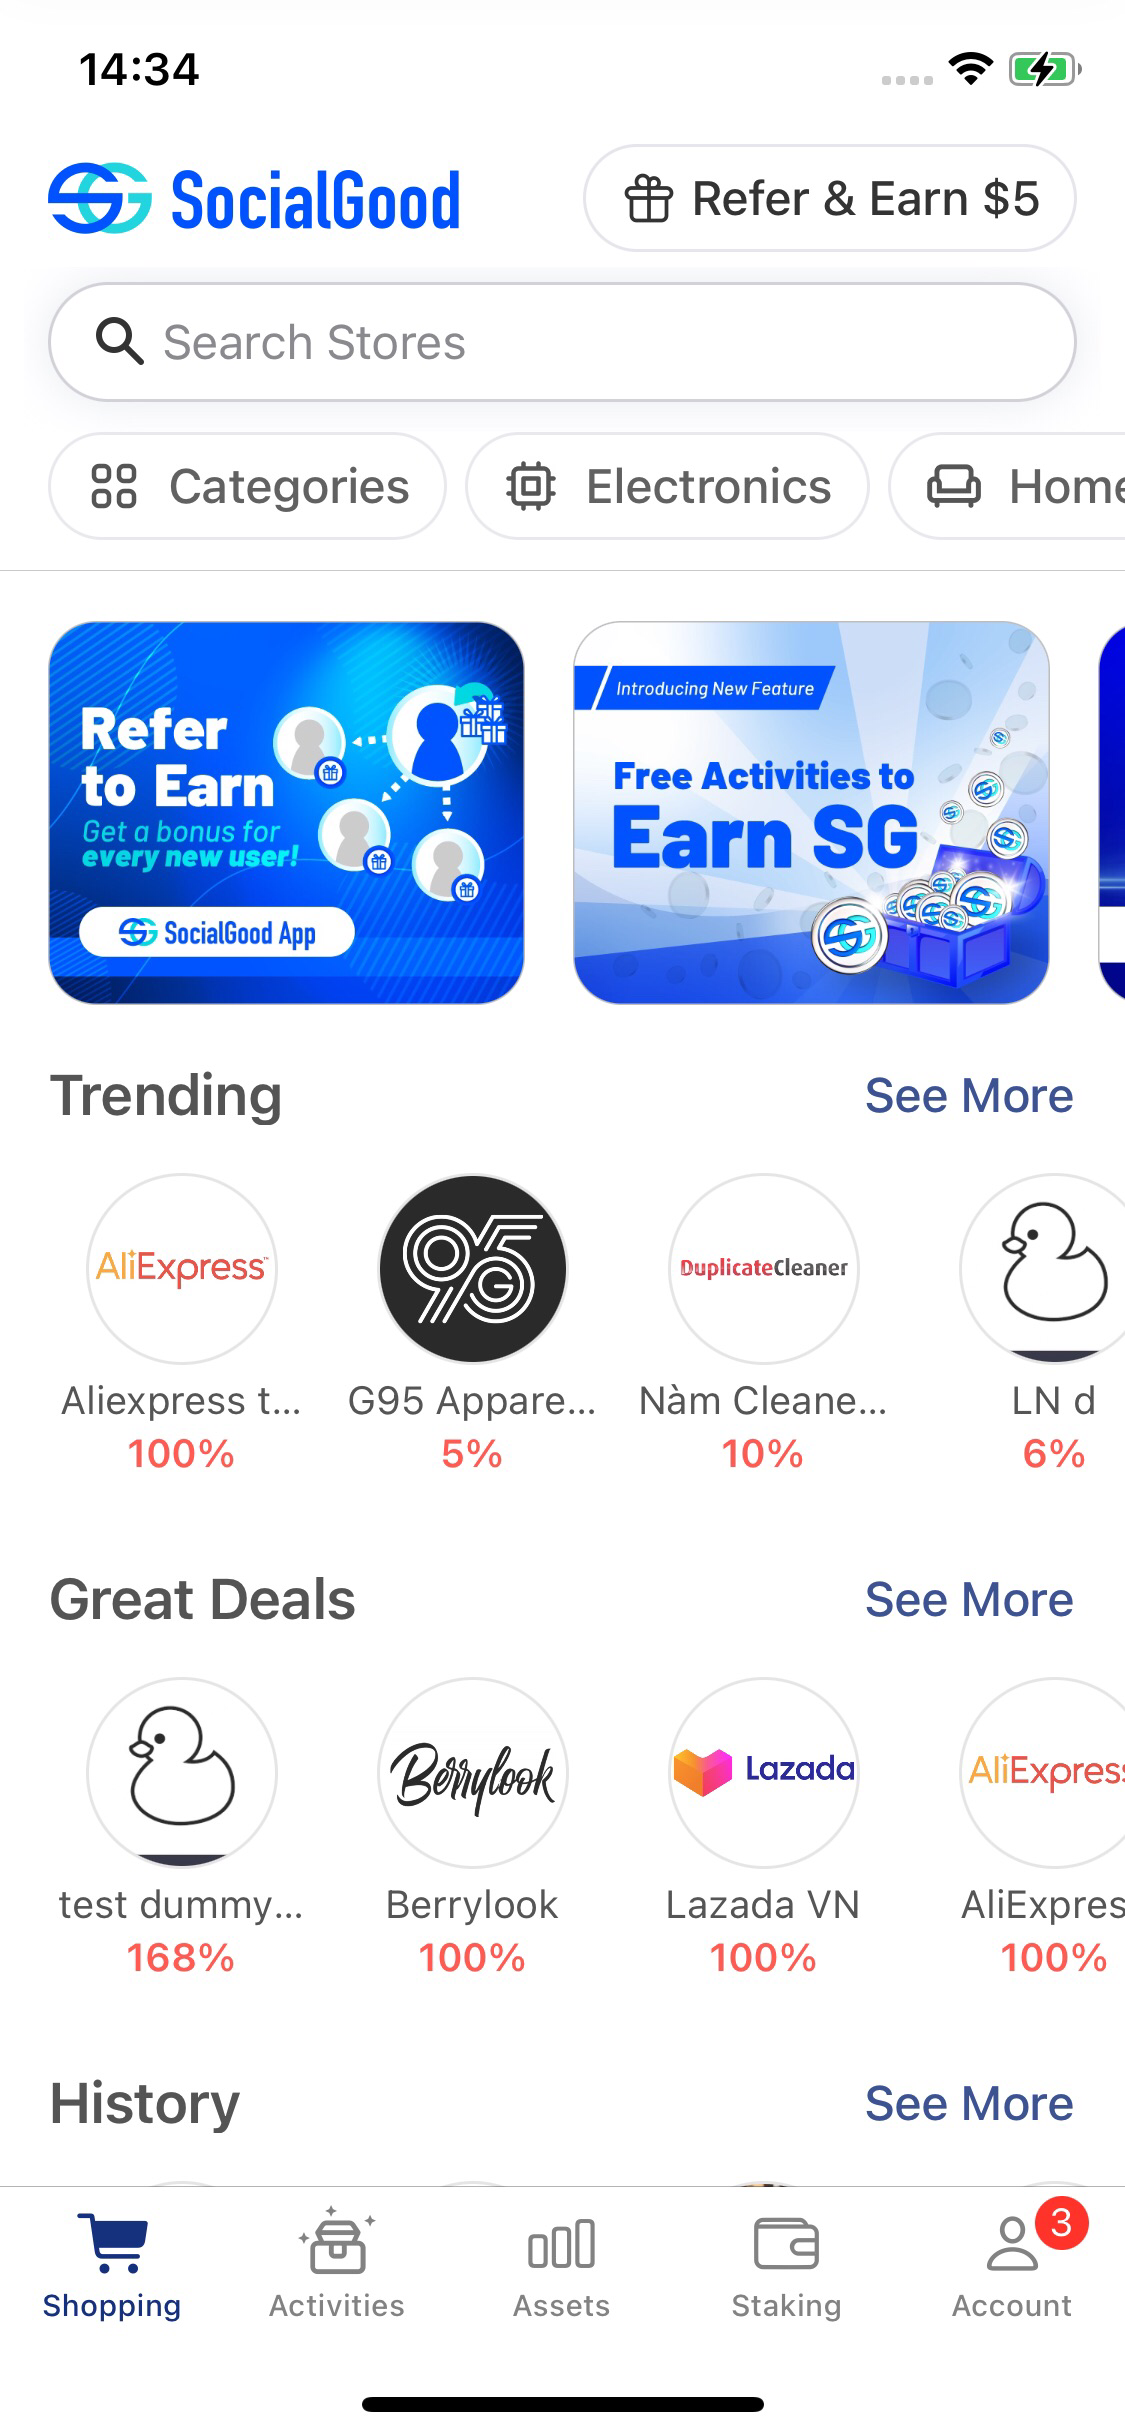 14:34
SocialGood
Refer & Earn $5
Search Stores
Categories
Electronics
Home
Refer
to Earn
Get a bonus for
every new user!
SocialGood App
Introducing New Feature
Free Activities to
Earn SG
Trending
See More
AliExpress™
95G
DuplicateCleaner
Aliexpress t...
G95 Appare...
Nàm Cleane...
LN d
100%
5%
10%
6%
Great Deals
See More
Berrylook
Lazada
AliExpress
test dummy...
Berrylook
Lazada VN
AliExpres
168%
100%
100%
100%
History
See More
3
Shopping
Activities
Assets
Staking
Account